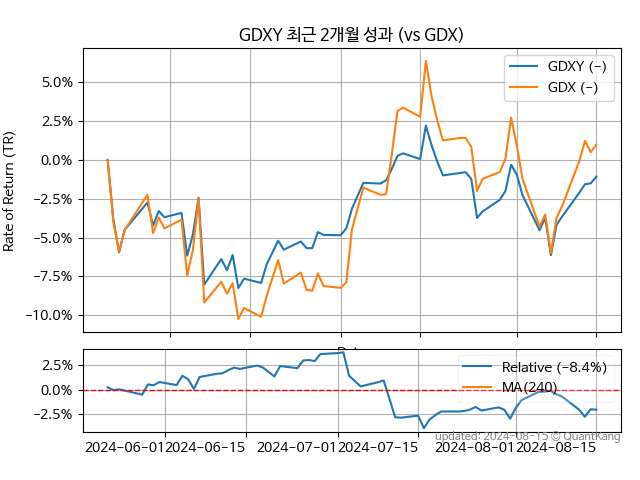 GDXY 최근 2개월 성과 (vs GDX)
Rate of Return (TR)
5.0%
2.5%
0.0%
−2.5%
−5.0%
−7.5%
−10.0%
GDXY (-)
GDX (-)
2.5%
0.0%
−2.5%
Relative (-8.4%)
MA(240)
updated: 2024-08-15 © QuantKang
2024-06-01
2024-06-15
2024-07-01
2024-07-15
2024-08-01
2024-08-15